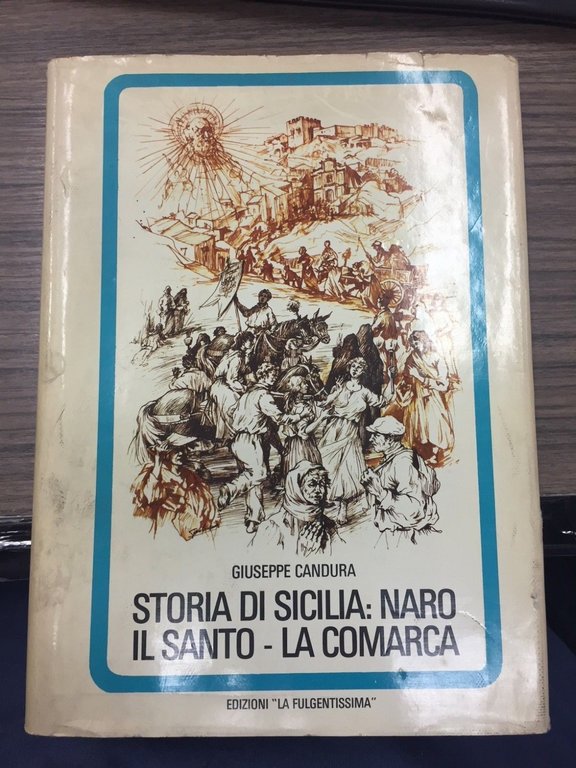 GIUSEPPE CANDURA
STORIA DI SICILIA: NARO
IL SANTO - LA COMARCA
EDIZIONI "LA FULGENTISSIMA"